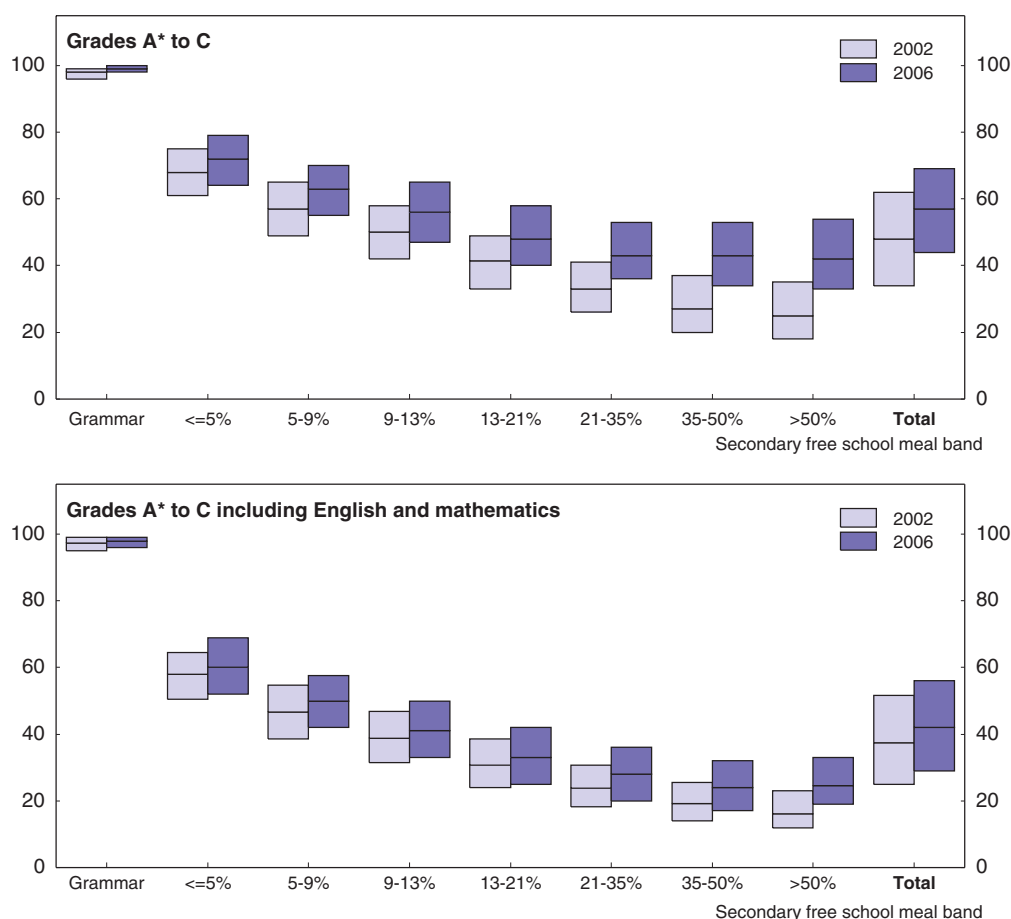 Grades A* to C
2002
2006
100 100
80 80
60 60
40 40
20 20
0 0
Grammar <=5% 5-9% 9-13% 13-21% 21-35% 35-50% >50% Total
Secondary free school meal band
Grades A* to C including English and mathematics
2002
2006
100 100
80 80
60 60
40 40
20 20
0 0
Grammar <=5% 5-9% 9-13% 13-21% 21-35% 35-50% >50% Total
Secondary free school meal band